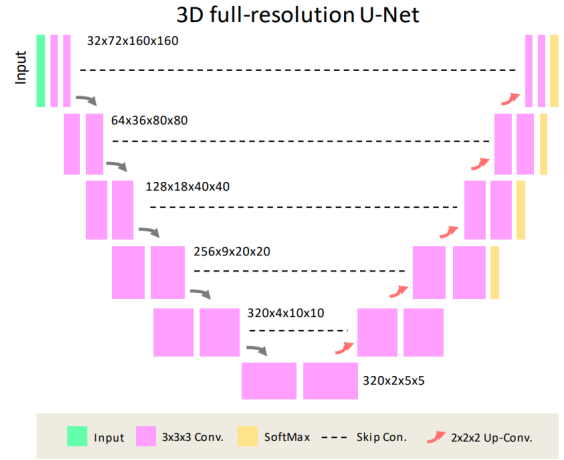 3D full-resolution U-Net
Input
32x72x160x160
64x36x80x80
128x18x40x40
256x9x20x20
320x4x10x10
320x2x5x5
Input
3x3x3 Conv.
SoftMax
Skip Con.
2x2x2 Up-Conv.